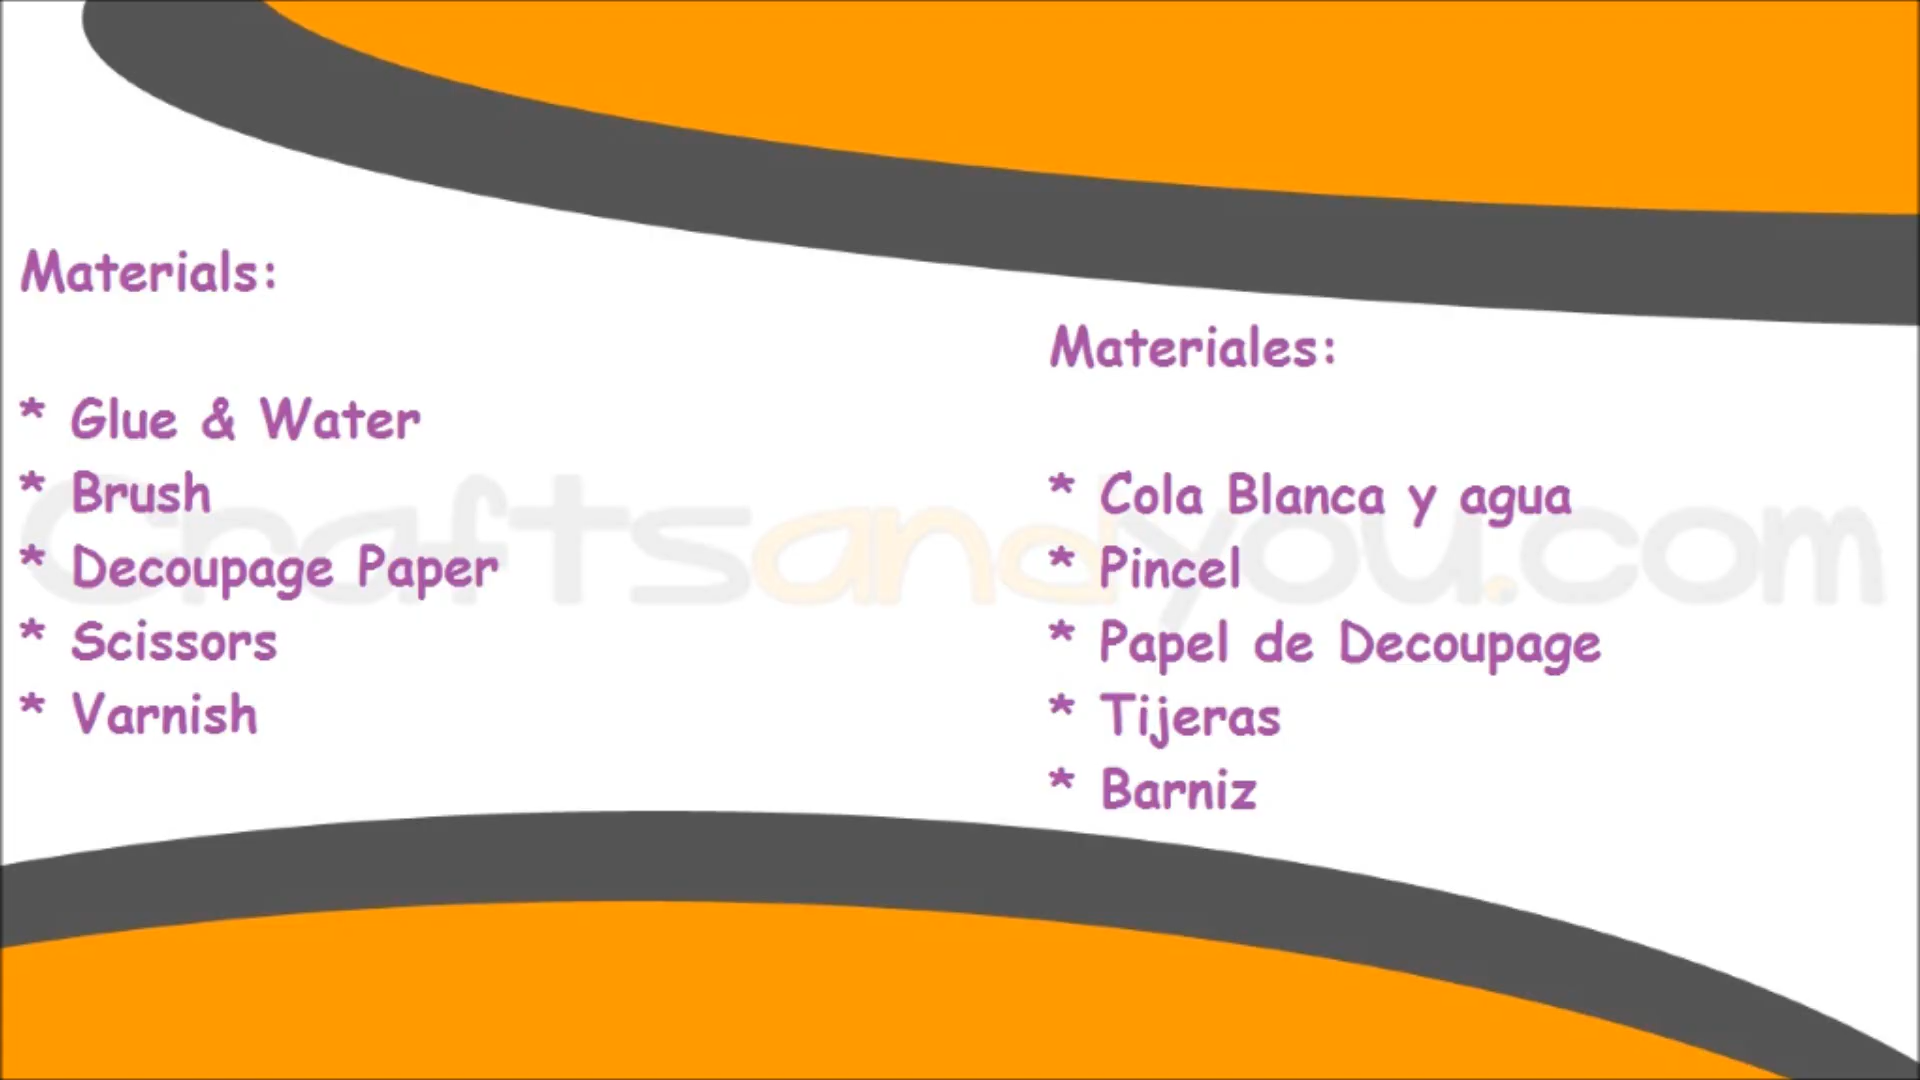 Materials:
* Glue & Water
* Brush
* Decoupage Paper
* Scissors
* Varnish
Materiales:
* Cola Blanca y agua
* Pincel
* Papel de Decoupage
* Tijeras
* Barniz
Craftsandyou.com